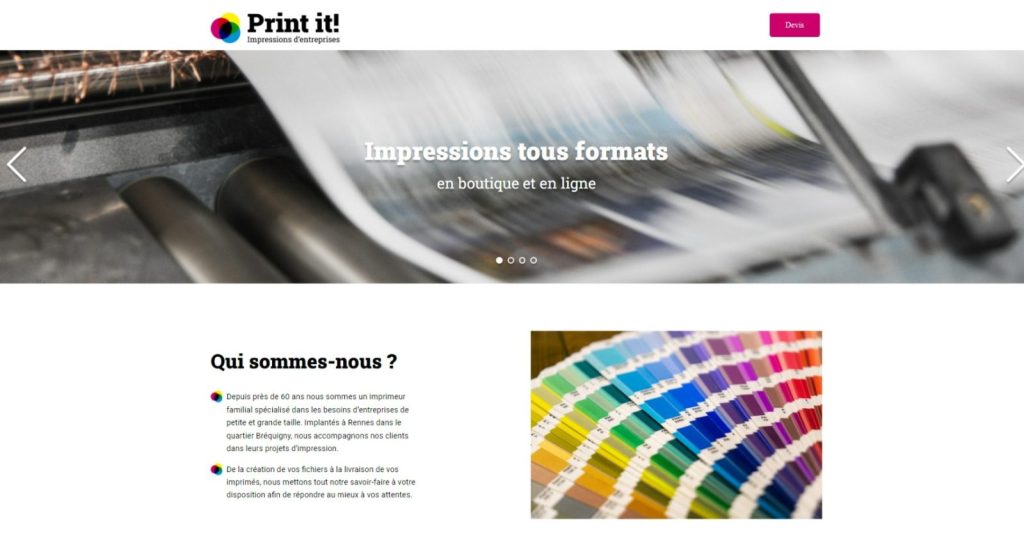 Print it!
Impressions d'entreprises
Devis
Impressions tous formats
en boutique et en ligne
Qui sommes-nous ?
Depuis près de 60 ans nous sommes un imprimeur
familial spécialisé dans les besoins d'entreprises de
petite et grande taille. Implantés à Rennes dans le
quartier Bréquigny, nous accompagnons nos clients
dans leurs projets d'impression.
De la création de vos fichiers à la livraison de vos
imprimés, nous mettons tout notre savoir-faire à votre
disposition afin de répondre au mieux à vos attentes.